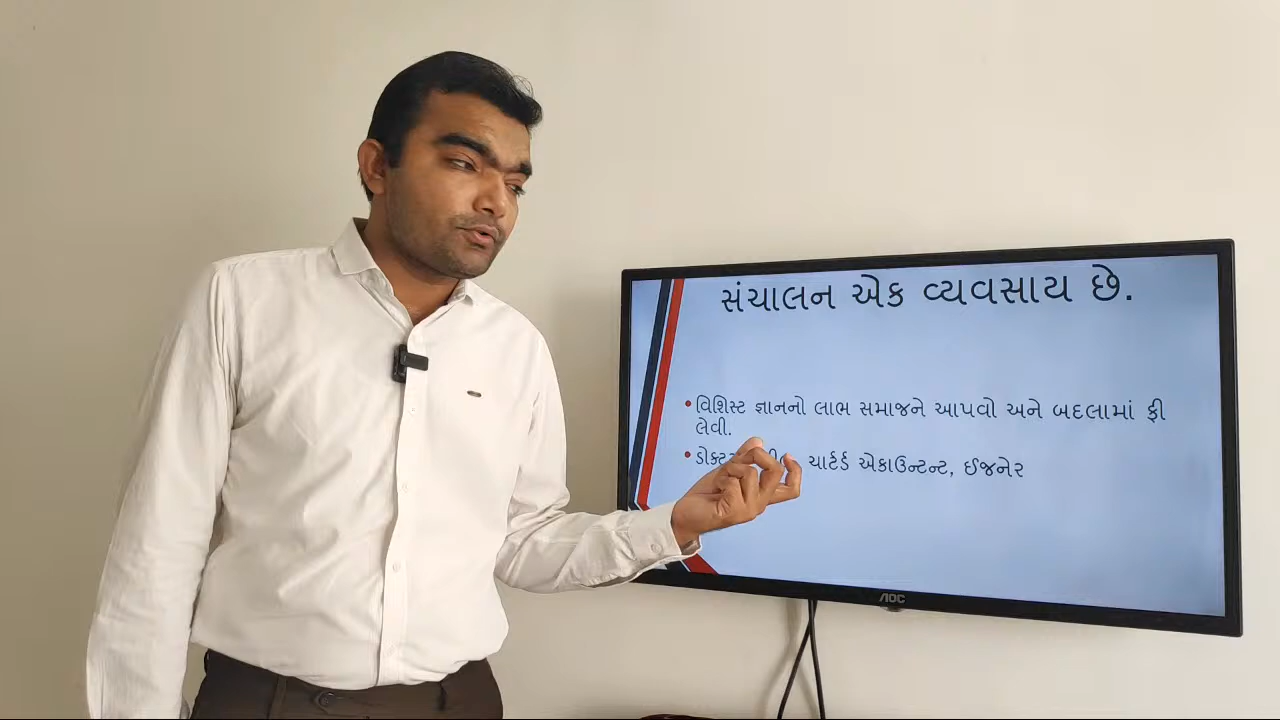 સંચાલન એક વ્યવસાય છે.
•વિશિસ્ટ જ્ઞાનનો લાભ સમાજને આપવો અને બદલામાં ફી
લેવી.
• ચાર્ટર્ડ એકાઉન્ટન્ટ, ઈજનેર
AOC